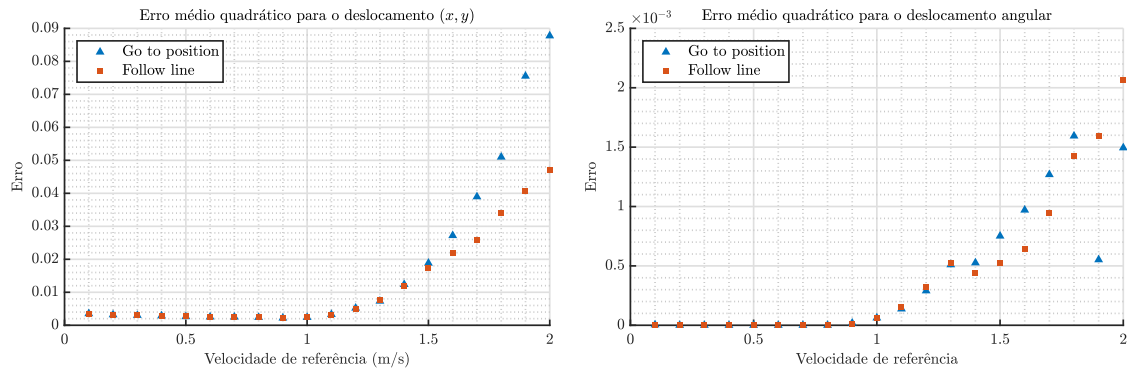 Erro médio quadrático para o deslocamento (x, y)
0.09
0.08
0.07
0.06
0.05
0.04
0.03
0.02
0.01
0
Erro
Go to position
Follow line
0
0.5
1
1.5
2
Velocidade de referência (m/s)
Erro médio quadrático para o deslocamento angular
×10⁻³
2.5
2
1.5
1
0.5
0
Erro
Go to position
Follow line
0
0.5
1
1.5
2
Velocidade de referência